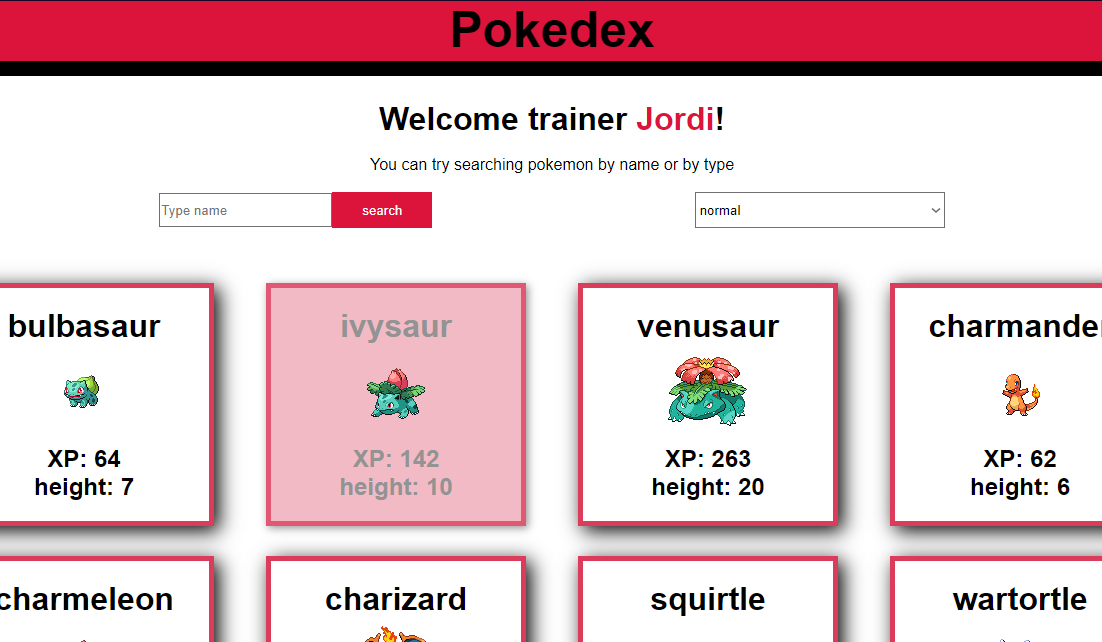 Pokedex
Welcome trainer Jordi!
You can try searching pokemon by name or by type
Type name
search
normal
bulbasaur
XP: 64
height: 7
ivysaur
XP: 142
height: 10
venusaur
XP: 263
height: 20
charmander
XP: 62
height: 6
charmeleon
charizard
squirtle
wartortle